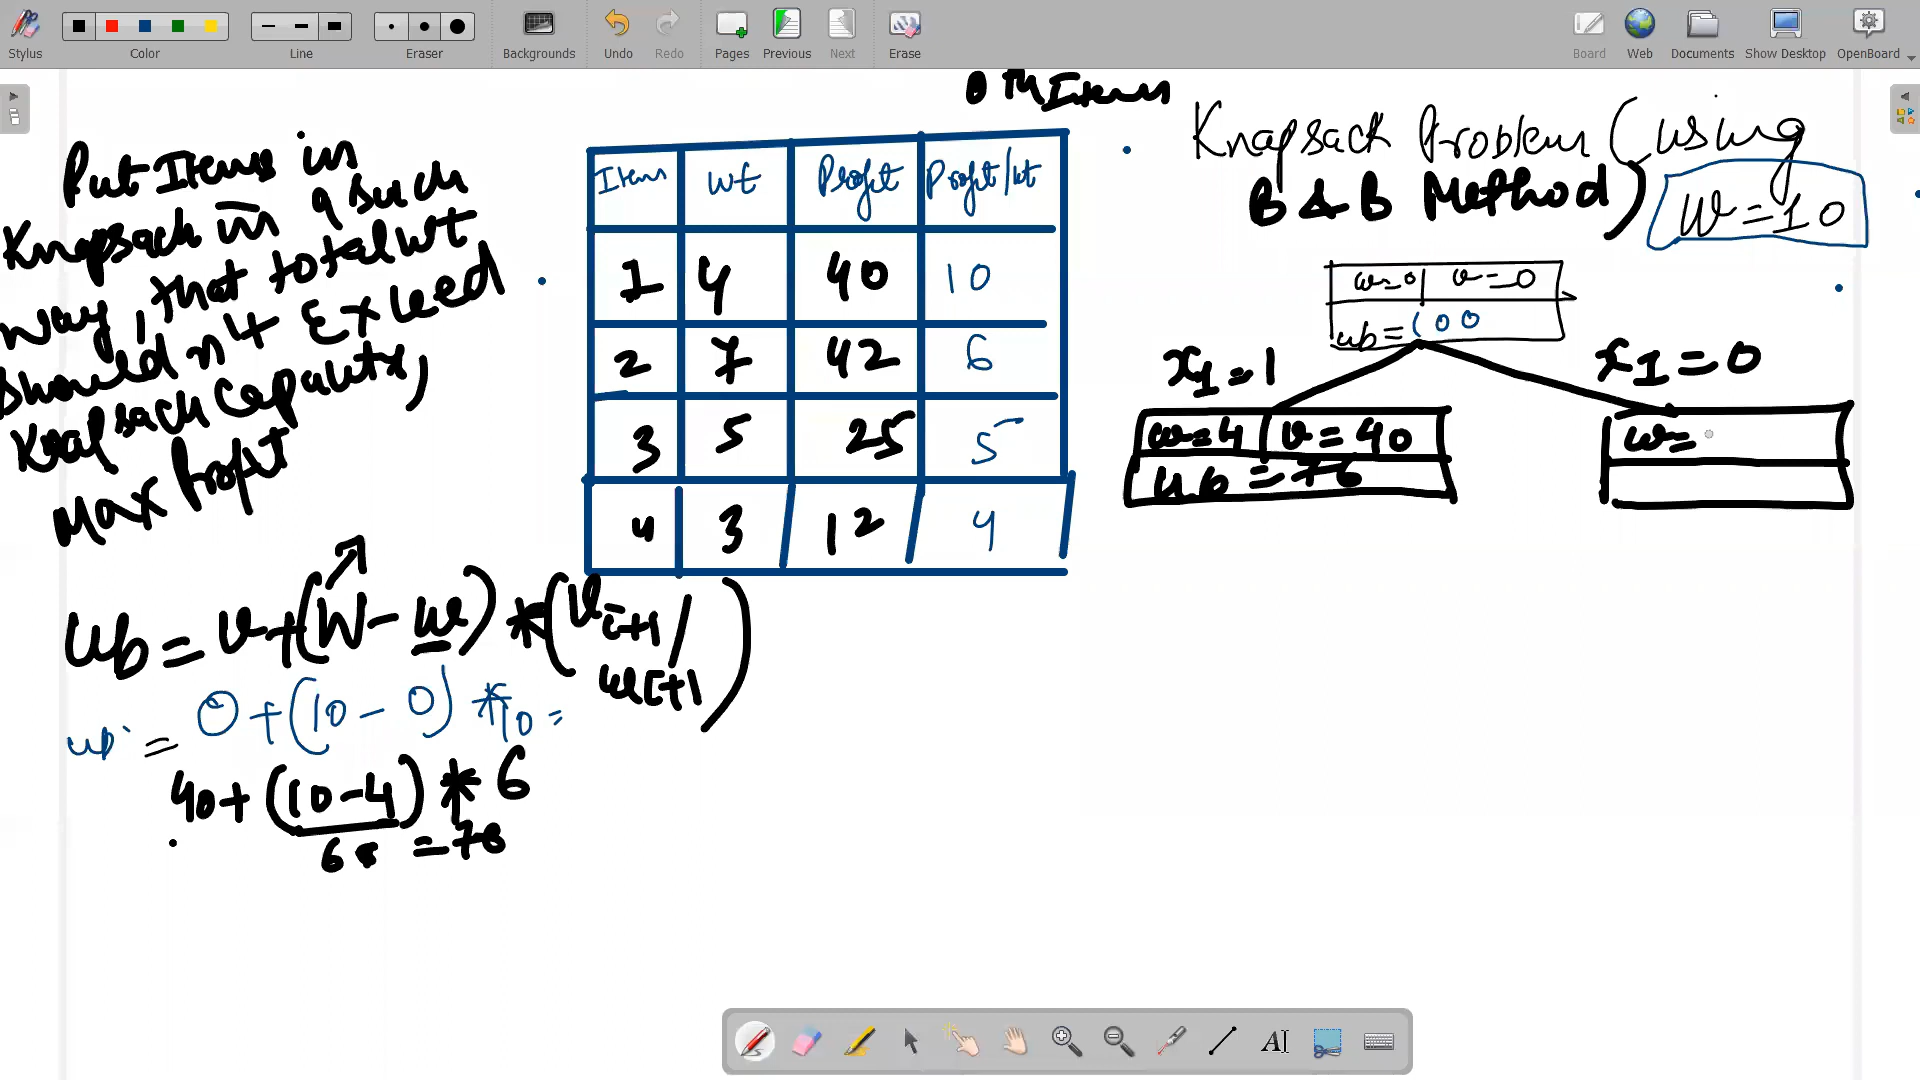 Stylus
Color
Line
Eraser
Backgrounds
Undo
Redo
Pages
Previous
Next
Erase
Board
Web
Documents
Show Desktop
OpenBoard
0th Items
Knapsack Problem (using
B & B Method)
W=10
Put Items in
Knapsack in a such
way, that total wt
should n't Exceed
Knapsack Capacity,
Max Profit
Item wt Profit Profit/wt
1 4 40 10
2 7 42 6
3 5 25 5
4 3 12 4
w=0 v=0
ub=100
x1=1
x1=0
w=4 v=40
u.b=76
w=
ub=v+(W-w)*(vi+1/
wi+1)
ub = 0+(10-0)*10=
40+(10-4)*6
6 =76
AI